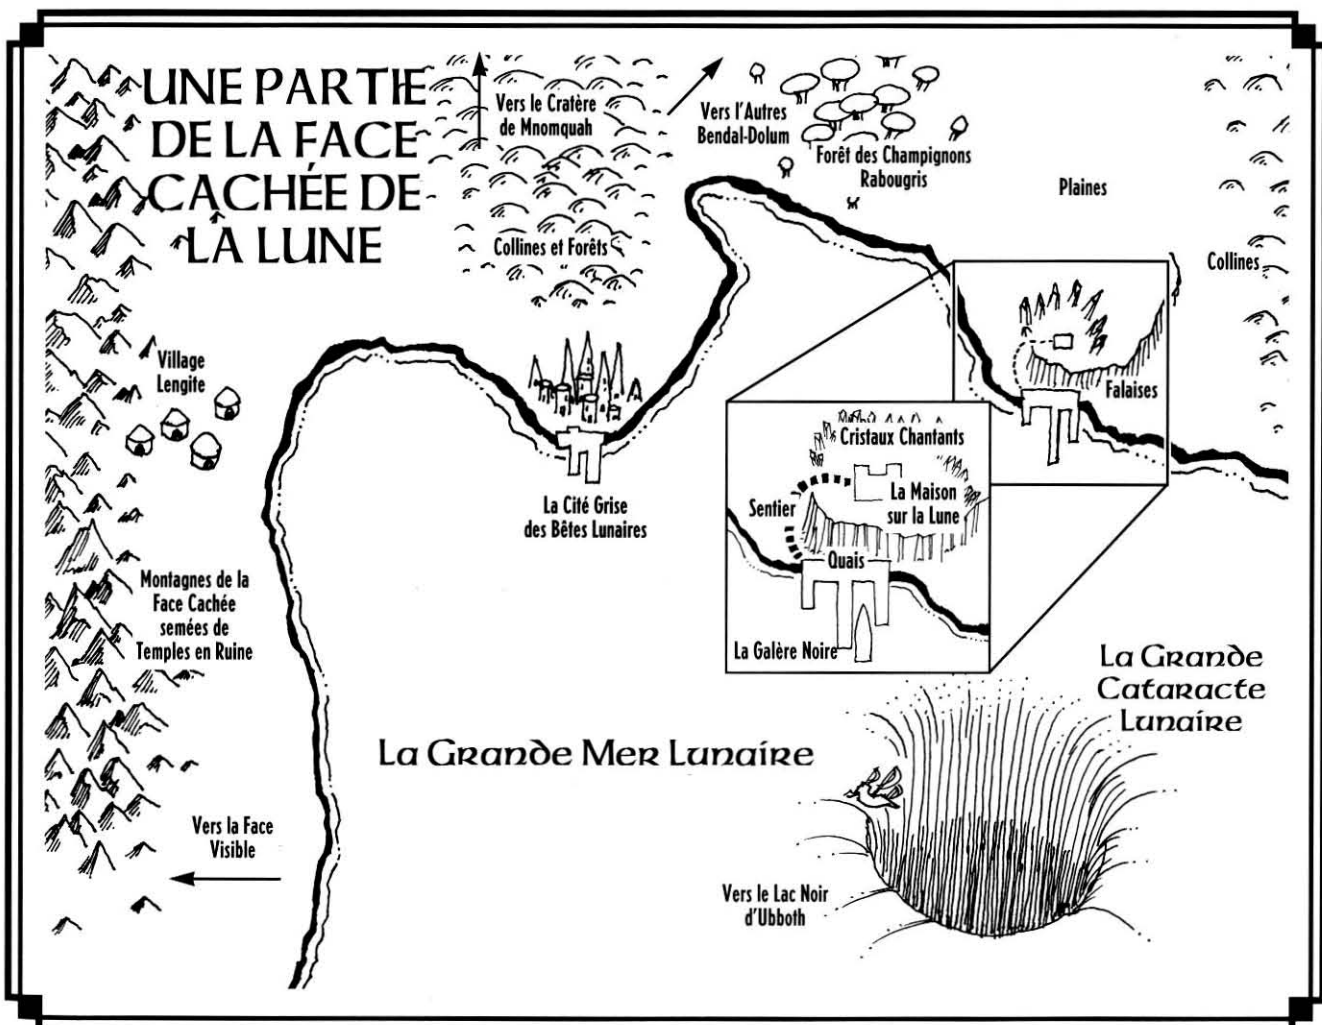 UNE PARTIE
DE LA FACE
CACHÉE DE
LA LUNE
Vers le Cratère
de Mnomquah
Vers l'Autres
Bendal-Dolum
Forêt des Champignons
Rabougris
Plaines
Collines et Forêts
Collines
Village
Lengite
Falaises
Cristaux Chantants
La Maison
sur la Lune
Sentier
Quais
La Galère Noire
La Cité Grise
des Bêtes Lunaires
Montagnes de la
Face Cachée
semées de
Temples en Ruine
La Grande
Cataracte
Lunaire
La Grande Mer Lunaire
Vers la Face
Visible
Vers le Lac Noir
d'Ubboth